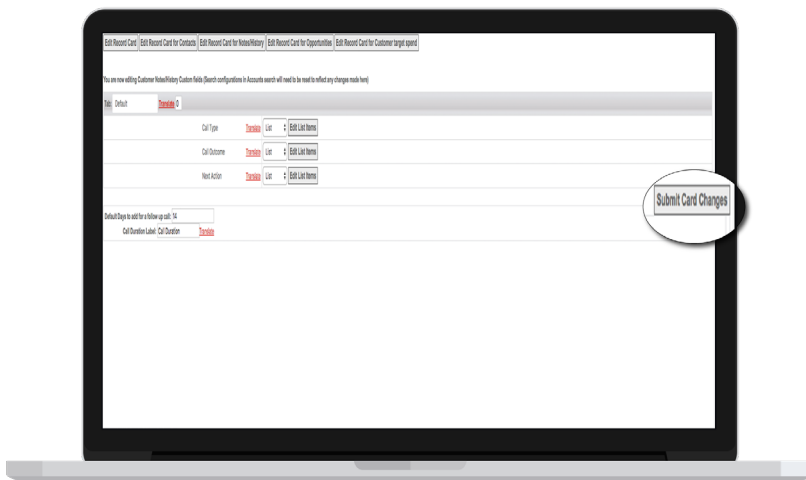 Edit Record Card Edit Record Card for Contacts Edit Record Card for Notes/History Edit Record Card for Opportunities Edit Record Card for Customer target spend
You are now editing Customer Notes/History Custom fields (Search configurations in Accounts search will need to be reset to reflect any changes made here)
Tab: Default Translate 0
Call Type Translate List Edit List Items
Call Outcome Translate List Edit List Items
Next Action Translate List Edit List Items
Submit Card Changes
Default Days to add for a follow up call: 14
Call Duration Label: Call Duration Translate